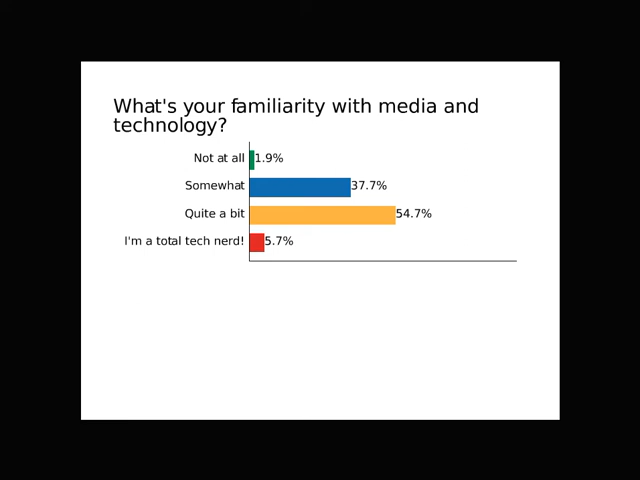 What's your familiarity with media and
technology?
Not at all 1.9%
Somewhat 37.7%
Quite a bit 54.7%
I'm a total tech nerd! 5.7%